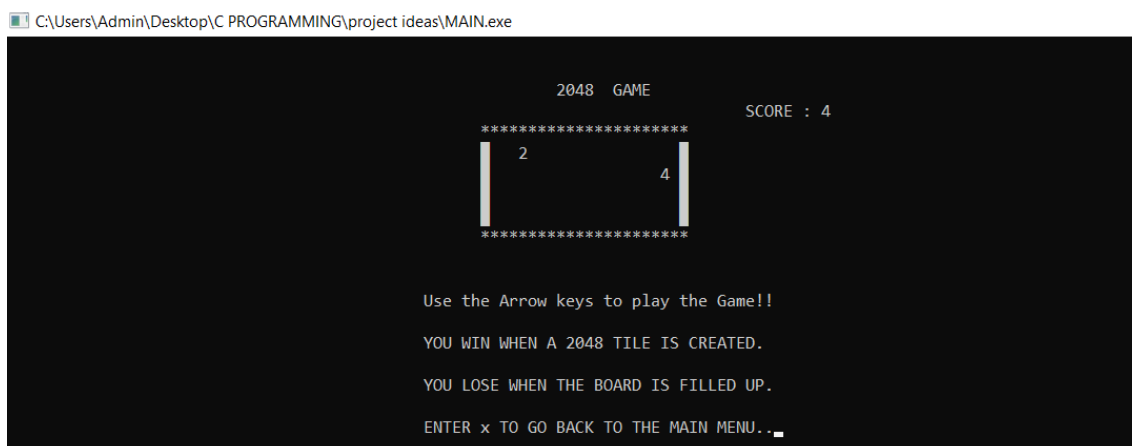 C:\Users\Admin\Desktop\C PROGRAMMING\project ideas\MAIN.exe
2048 GAME
SCORE : 4
**********************
2
4
**********************
Use the Arrow keys to play the Game!!
YOU WIN WHEN A 2048 TILE IS CREATED.
YOU LOSE WHEN THE BOARD IS FILLED UP.
ENTER x TO GO BACK TO THE MAIN MENU..